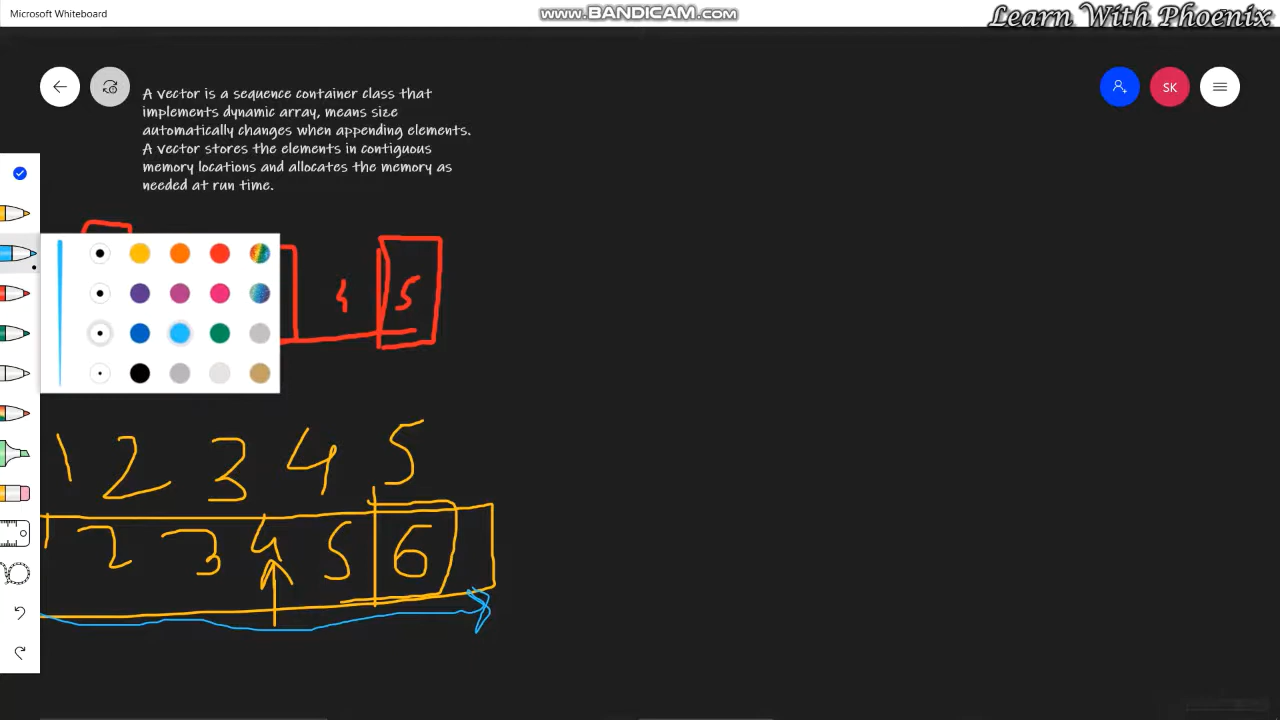 Microsoft Whiteboard
www.BANDICAM.com
Learn With Phoenix
SK
A vector is a sequence container class that
implements dynamic array, means size
automatically changes when appending elements.
A vector stores the elements in contiguous
memory locations and allocates the memory as
needed at run time.
4 5
1 2 3 4 5
1 2 3 4 5 6